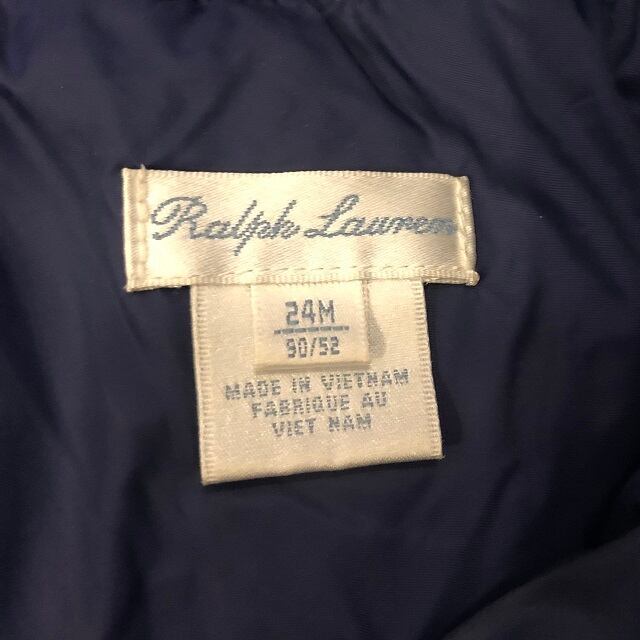 Ralph Lauren
24M
90/52
MADE IN VIETNAM
FABRIQUE AU
VIET NAM